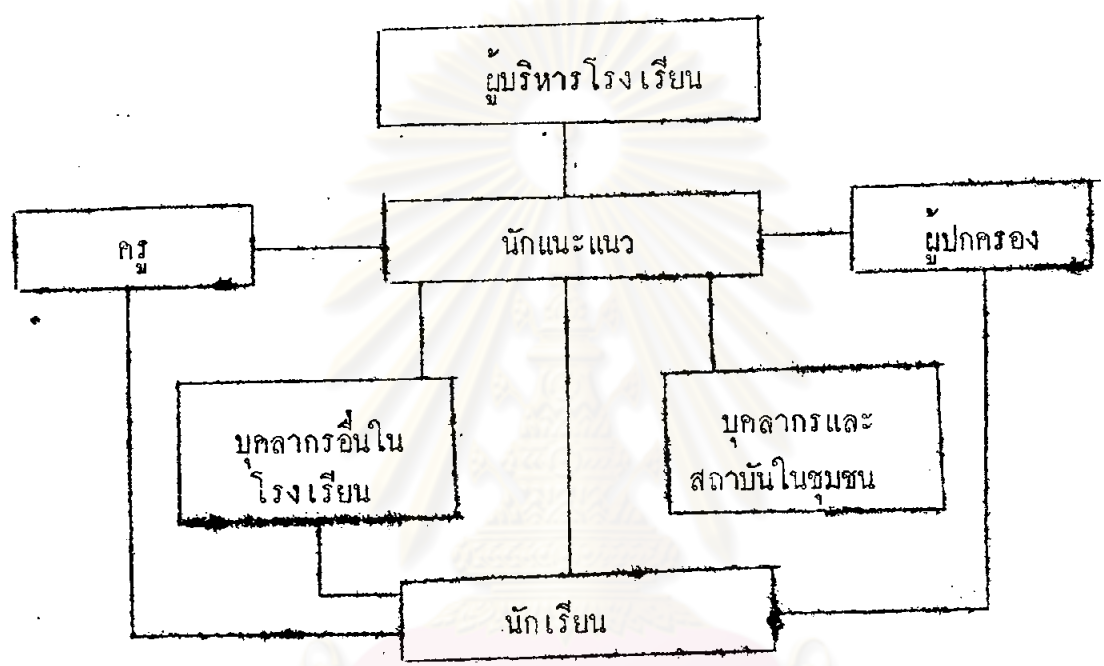 ผู้บริหารโรงเรียน
ครู
นักแนะแนว
ผู้ปกครอง
บุคลากรอื่นใน
โรงเรียน
บุคลากรและ
สถาบันในชุมชน
นักเรียน